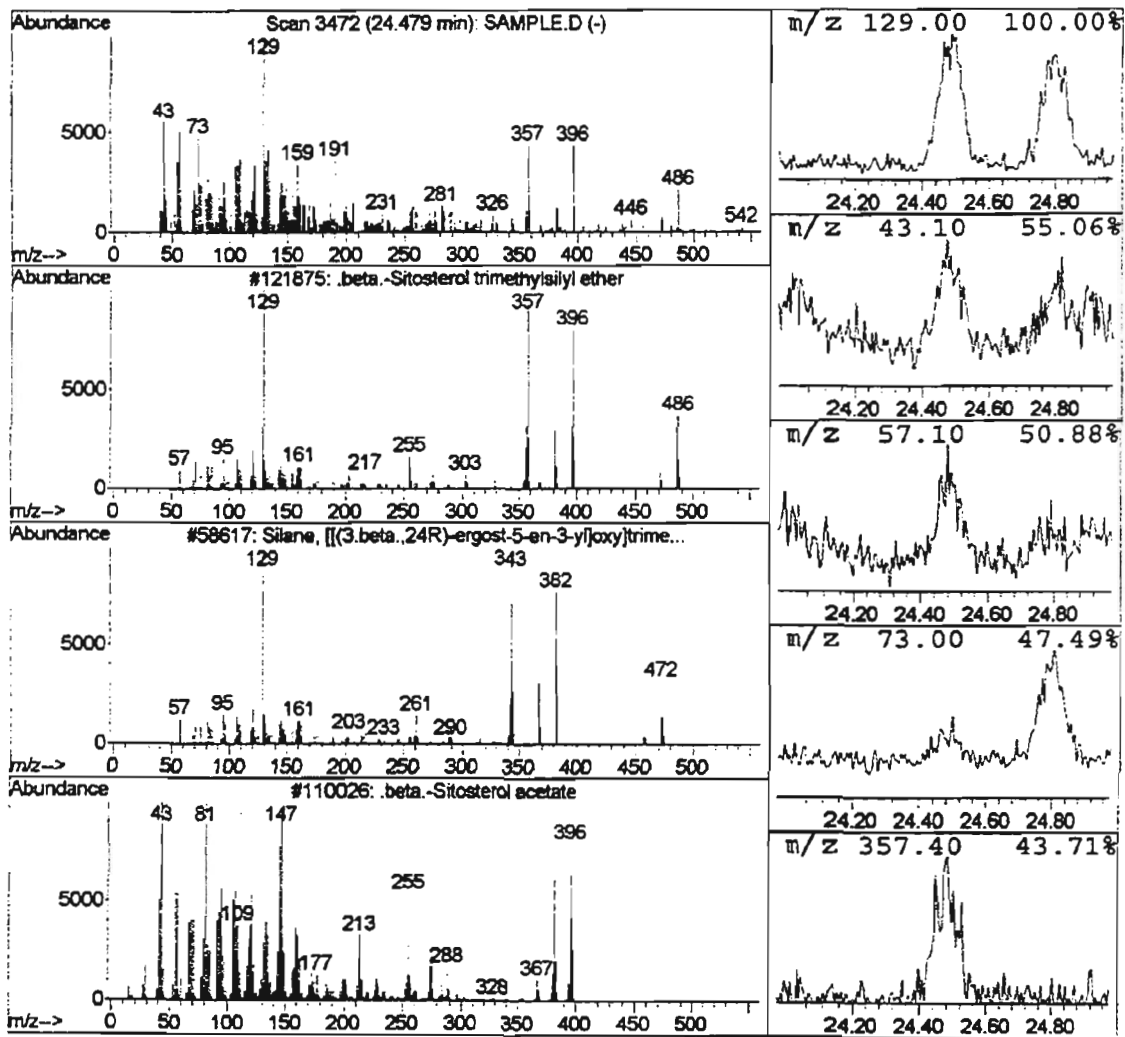 Abundance
Scan 3472 (24.479 min): SAMPLE.D (-)
129
43
73
159
191
231
281
326
357
396
446
486
542
5000
0
m/z-->
0 50 100 150 200 250 300 350 400 450 500
Abundance
#121875: .beta.-Sitosterol trimethylsilyl ether
129
357
396
486
57
95
161
217
255
303
5000
0
m/z-->
0 50 100 150 200 250 300 350 400 450 500
Abundance
#58617: Silane, [[(3.beta.,24R)-ergost-5-en-3-yl]oxy]trime...
129
343
382
472
57
95
161
203
233
261
290
5000
0
m/z-->
0 50 100 150 200 250 300 350 400 450 500
Abundance
#110026: .beta.-Sitosterol acetate
43
81
147
396
255
109
213
177
288
328
367
5000
0
m/z-->
0 50 100 150 200 250 300 350 400 450 500
m/z 129.00 100.00%
24.20 24.40 24.60 24.80
m/z 43.10 55.06%
24.20 24.40 24.60 24.80
m/z 57.10 50.88%
24.20 24.40 24.60 24.80
m/z 73.00 47.49%
24.20 24.40 24.60 24.80
m/z 357.40 43.71%
24.20 24.40 24.60 24.80